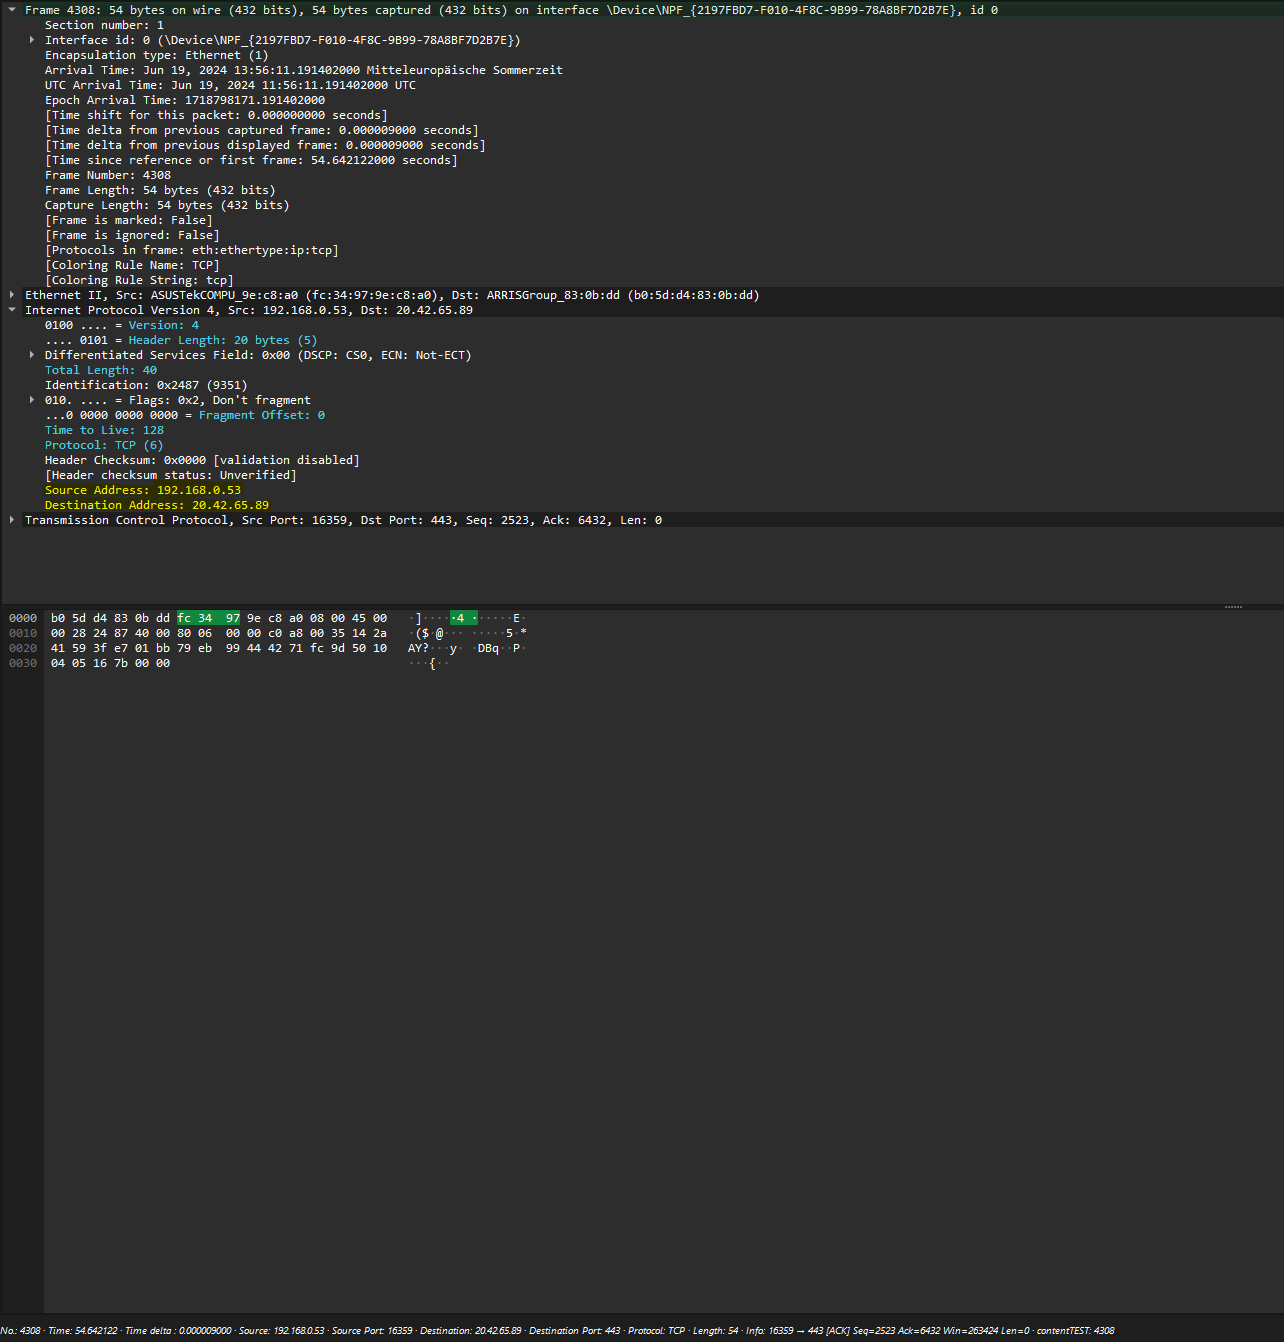 Frame 4308: 54 bytes on wire (432 bits), 54 bytes captured (432 bits) on interface \Device\NPF_{2197FBD7-F010-4F8C-9B99-78A8BF7D2B7E}, id 0
Section number: 1
Interface id: 0 (\Device\NPF_{2197FBD7-F010-4F8C-9B99-78A8BF7D2B7E})
Encapsulation type: Ethernet (1)
Arrival Time: Jun 19, 2024 13:56:11.191402000 Mitteleuropäische Sommerzeit
UTC Arrival Time: Jun 19, 2024 11:56:11.191402000 UTC
Epoch Arrival Time: 1718798171.191402000
[Time shift for this packet: 0.000000000 seconds]
[Time delta from previous captured frame: 0.000009000 seconds]
[Time delta from previous displayed frame: 0.000009000 seconds]
[Time since reference or first frame: 54.642122000 seconds]
Frame Number: 4308
Frame Length: 54 bytes (432 bits)
Capture Length: 54 bytes (432 bits)
[Frame is marked: False]
[Frame is ignored: False]
[Protocols in frame: eth:ethertype:ip:tcp]
[Coloring Rule Name: TCP]
[Coloring Rule String: tcp]
Ethernet II, Src: ASUSTekCOMPU_9e:c8:a0 (fc:34:97:9e:c8:a0), Dst: ARRISGroup_83:0b:dd (b0:5d:d4:83:0b:dd)
Internet Protocol Version 4, Src: 192.168.0.53, Dst: 20.42.65.89
0100 .... = Version: 4
.... 0101 = Header Length: 20 bytes (5)
Differentiated Services Field: 0x00 (DSCP: CS0, ECN: Not-ECT)
Total Length: 40
Identification: 0x2487 (9351)
010. .... = Flags: 0x2, Don't fragment
...0 0000 0000 0000 = Fragment Offset: 0
Time to Live: 128
Protocol: TCP (6)
Header Checksum: 0x0000 [validation disabled]
[Header checksum status: Unverified]
Source Address: 192.168.0.53
Destination Address: 20.42.65.89
Transmission Control Protocol, Src Port: 16359, Dst Port: 443, Seq: 2523, Ack: 6432, Len: 0
0000 b0 5d d4 83 0b dd fc 34 97 9e c8 a0 08 00 45 00 ·]·····4 ······E·
0010 00 28 24 87 40 00 80 06 00 00 c0 a8 00 35 14 2a ·($·@··· ·····5·*
0020 41 59 3f e7 01 bb 79 eb 99 44 42 71 fc 9d 50 10 AY?···y· ·DBq··P·
0030 04 05 16 7b 00 00 ···{··
No.: 4308 · Time: 54.642122 · Time delta : 0.000009000 · Source: 192.168.0.53 · Source Port: 16359 · Destination: 20.42.65.89 · Destination Port: 443 · Protocol: TCP · Length: 54 · Info: 16359 → 443 [ACK] Seq=2523 Ack=6432 Win=263424 Len=0 · contentTEST: 4308